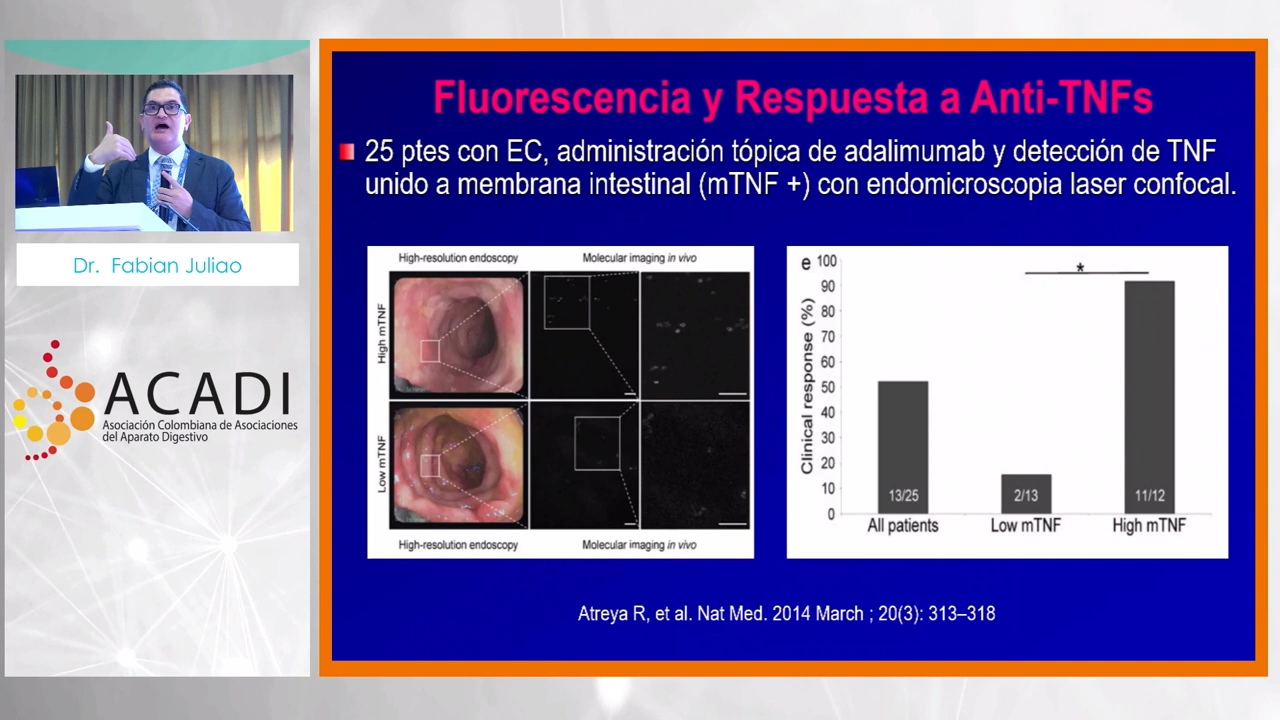 Fluorescencia y Respuesta a Anti-TNFs
25 ptes con EC, administración tópica de adalimumab y detección de TNF
unido a membrana intestinal (mTNF +) con endomicroscopia laser confocal.
Dr. Fabian Juliao
ACADI
Asociación Colombiana de Asociaciones
del Aparato Digestivo
High-resolution endoscopy
Molecular imaging in vivo
High mTNF
Low mTNF
High-resolution endoscopy
Molecular imaging in vivo
e
Clinical response (%)
100
90
80
70
60
50
40
30
20
10
0
*
13/25
2/13
11/12
All patients
Low mTNF
High mTNF
Atreya R, et al. Nat Med. 2014 March ; 20(3): 313–318